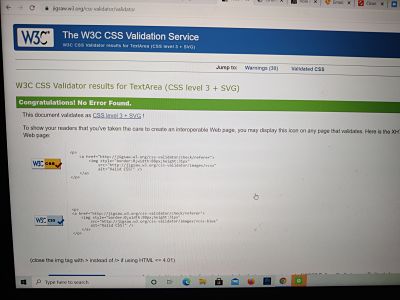 jigsaw.w3.org/css-validator/validator
W3C The W3C CSS Validation Service
W3C CSS Validator results for TextArea (CSS level 3 + SVG)
Jump to: Warnings (38) Validated CSS
W3C CSS Validator results for TextArea (CSS level 3 + SVG)
Congratulations! No Error Found.
This document validates as CSS level 3 + SVG !
To show your readers that you've taken the care to create an interoperable Web page, you may display this icon on any page that validates. Here is the XH
Web page:
<p>
<a href="http://jigsaw.w3.org/css-validator/check/referer">
<img style="border:0;width:88px;height:31px"
src="http://jigsaw.w3.org/css-validator/images/vcss"
alt="Valid CSS!" />
</a>
</p>
W3C css
<p>
<a href="http://jigsaw.w3.org/css-validator/check/referer">
<img style="border:0;width:88px;height:31px"
src="http://jigsaw.w3.org/css-validator/images/vcss-blue"
alt="Valid CSS!" />
</a>
</p>
W3C css
(close the img tag with > instead of /> if using HTML <= 4.01)
Type here to search